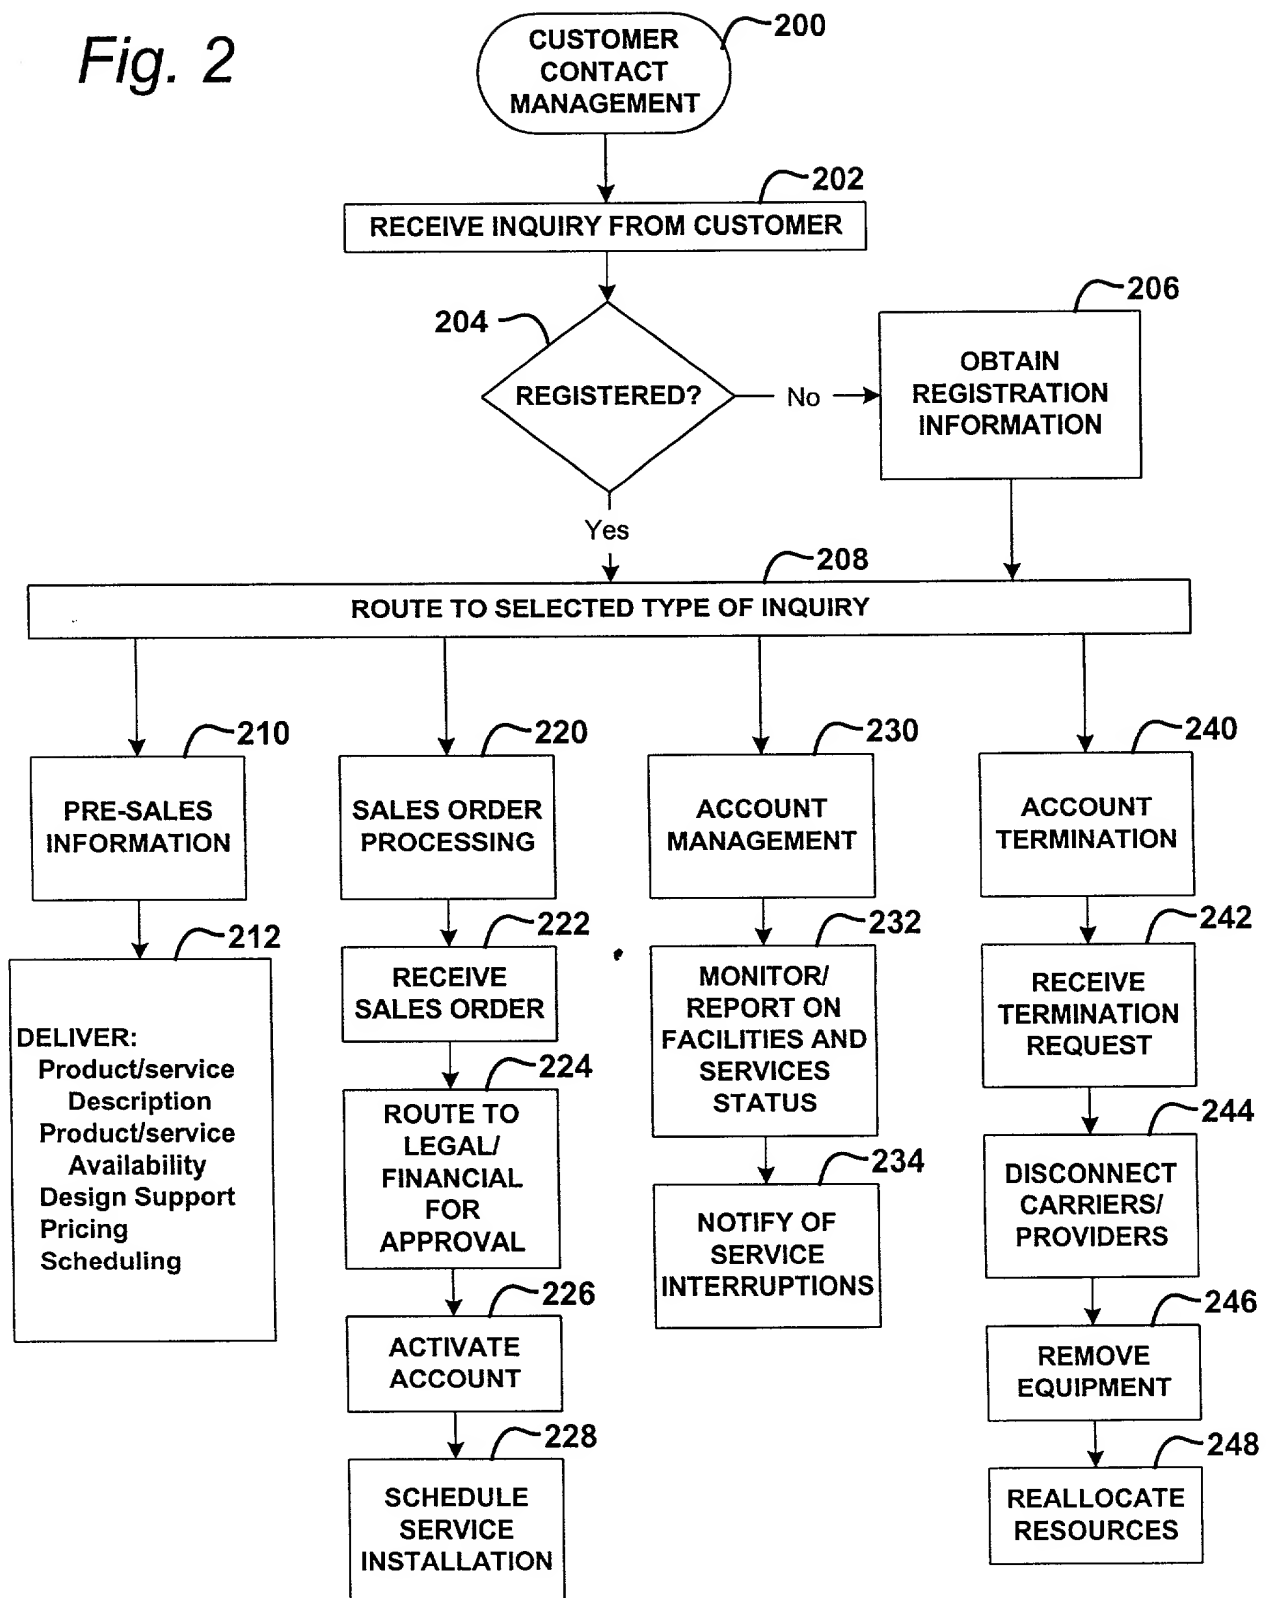 Fig. 2
200
CUSTOMER
CONTACT
MANAGEMENT
202
RECEIVE INQUIRY FROM CUSTOMER
204
REGISTERED?
No
206
OBTAIN
REGISTRATION
INFORMATION
Yes
208
ROUTE TO SELECTED TYPE OF INQUIRY
210
PRE-SALES
INFORMATION
212
DELIVER:
Product/service
Description
Product/service
Availability
Design Support
Pricing
Scheduling
220
SALES ORDER
PROCESSING
222
RECEIVE
SALES ORDER
224
ROUTE TO
LEGAL/
FINANCIAL
FOR
APPROVAL
226
ACTIVATE
ACCOUNT
228
SCHEDULE
SERVICE
INSTALLATION
230
ACCOUNT
MANAGEMENT
232
MONITOR/
REPORT ON
FACILITIES AND
SERVICES
STATUS
234
NOTIFY OF
SERVICE
INTERRUPTIONS
240
ACCOUNT
TERMINATION
242
RECEIVE
TERMINATION
REQUEST
244
DISCONNECT
CARRIERS/
PROVIDERS
246
REMOVE
EQUIPMENT
248
REALLOCATE
RESOURCES